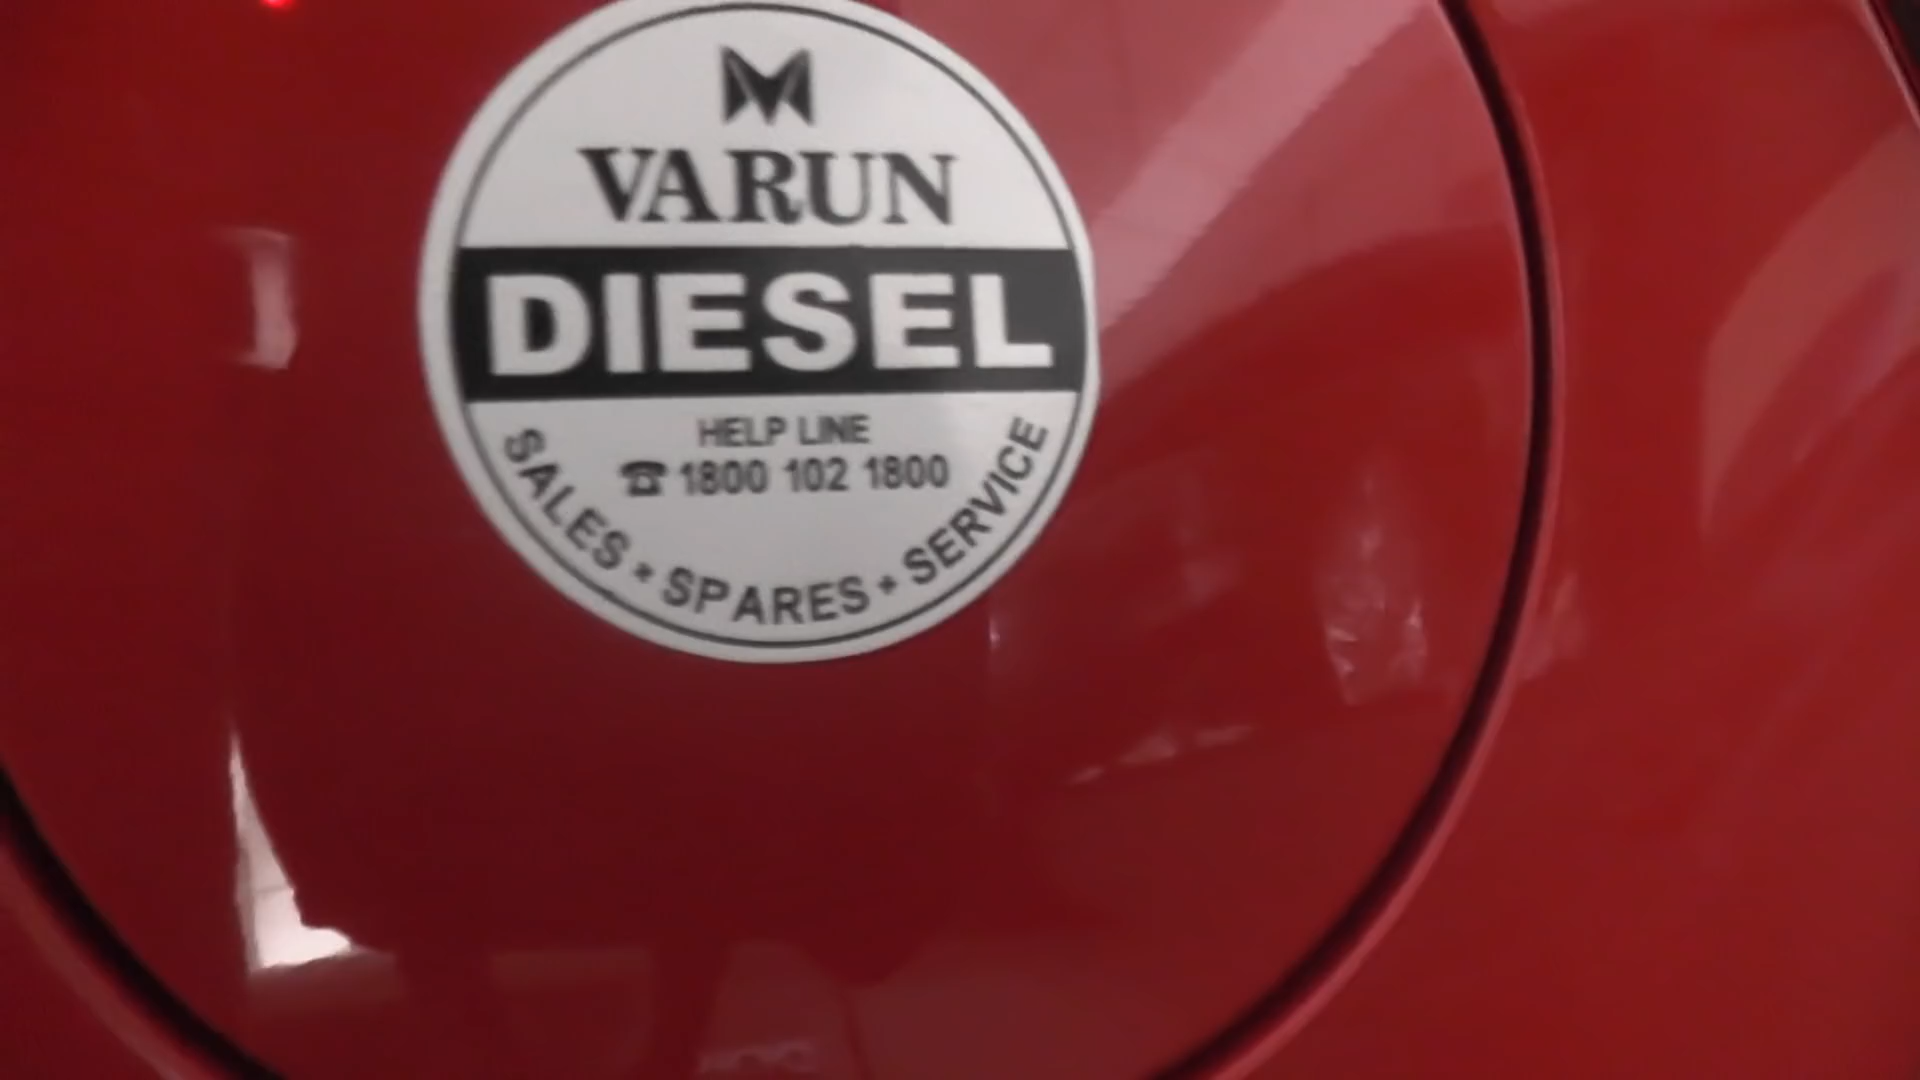 VARUN
DIESEL
HELP LINE
☎ 1800 102 1800
SALES * SPARES * SERVICE